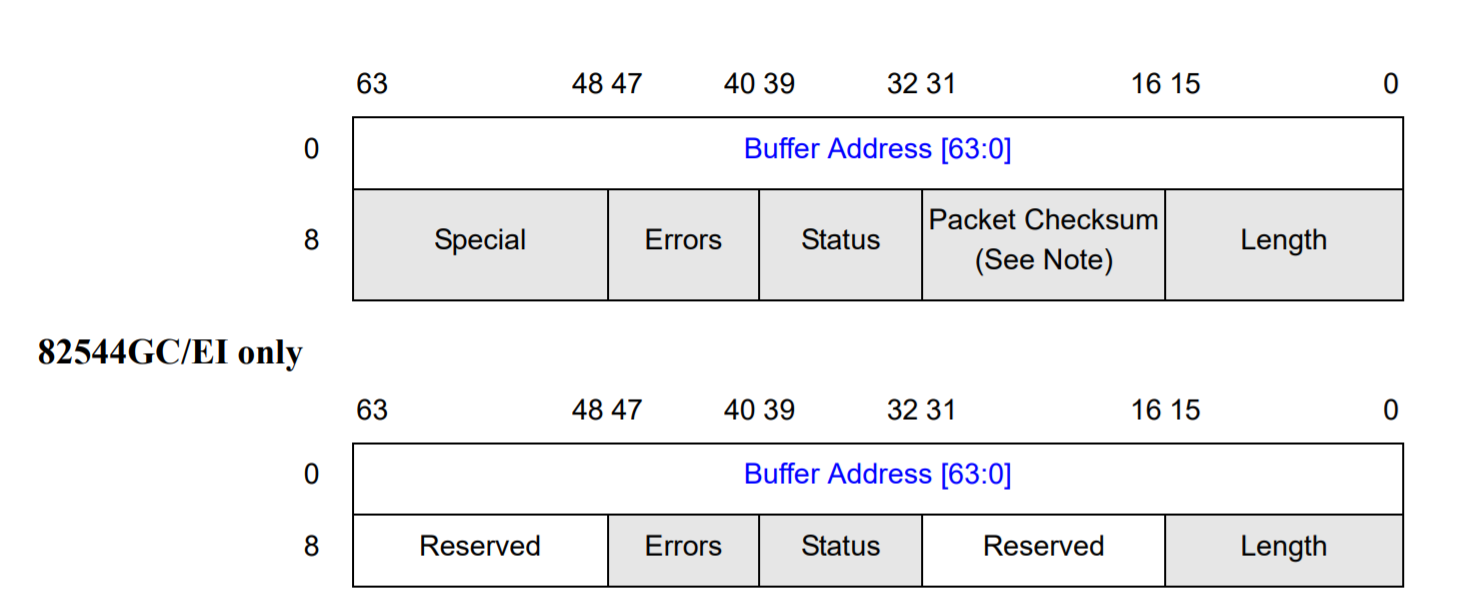 63 48 47 40 39 32 31 16 15 0
0 Buffer Address [63:0]
8 Special Errors Status Packet Checksum (See Note) Length
82544GC/EI only
63 48 47 40 39 32 31 16 15 0
0 Buffer Address [63:0]
8 Reserved Errors Status Reserved Length